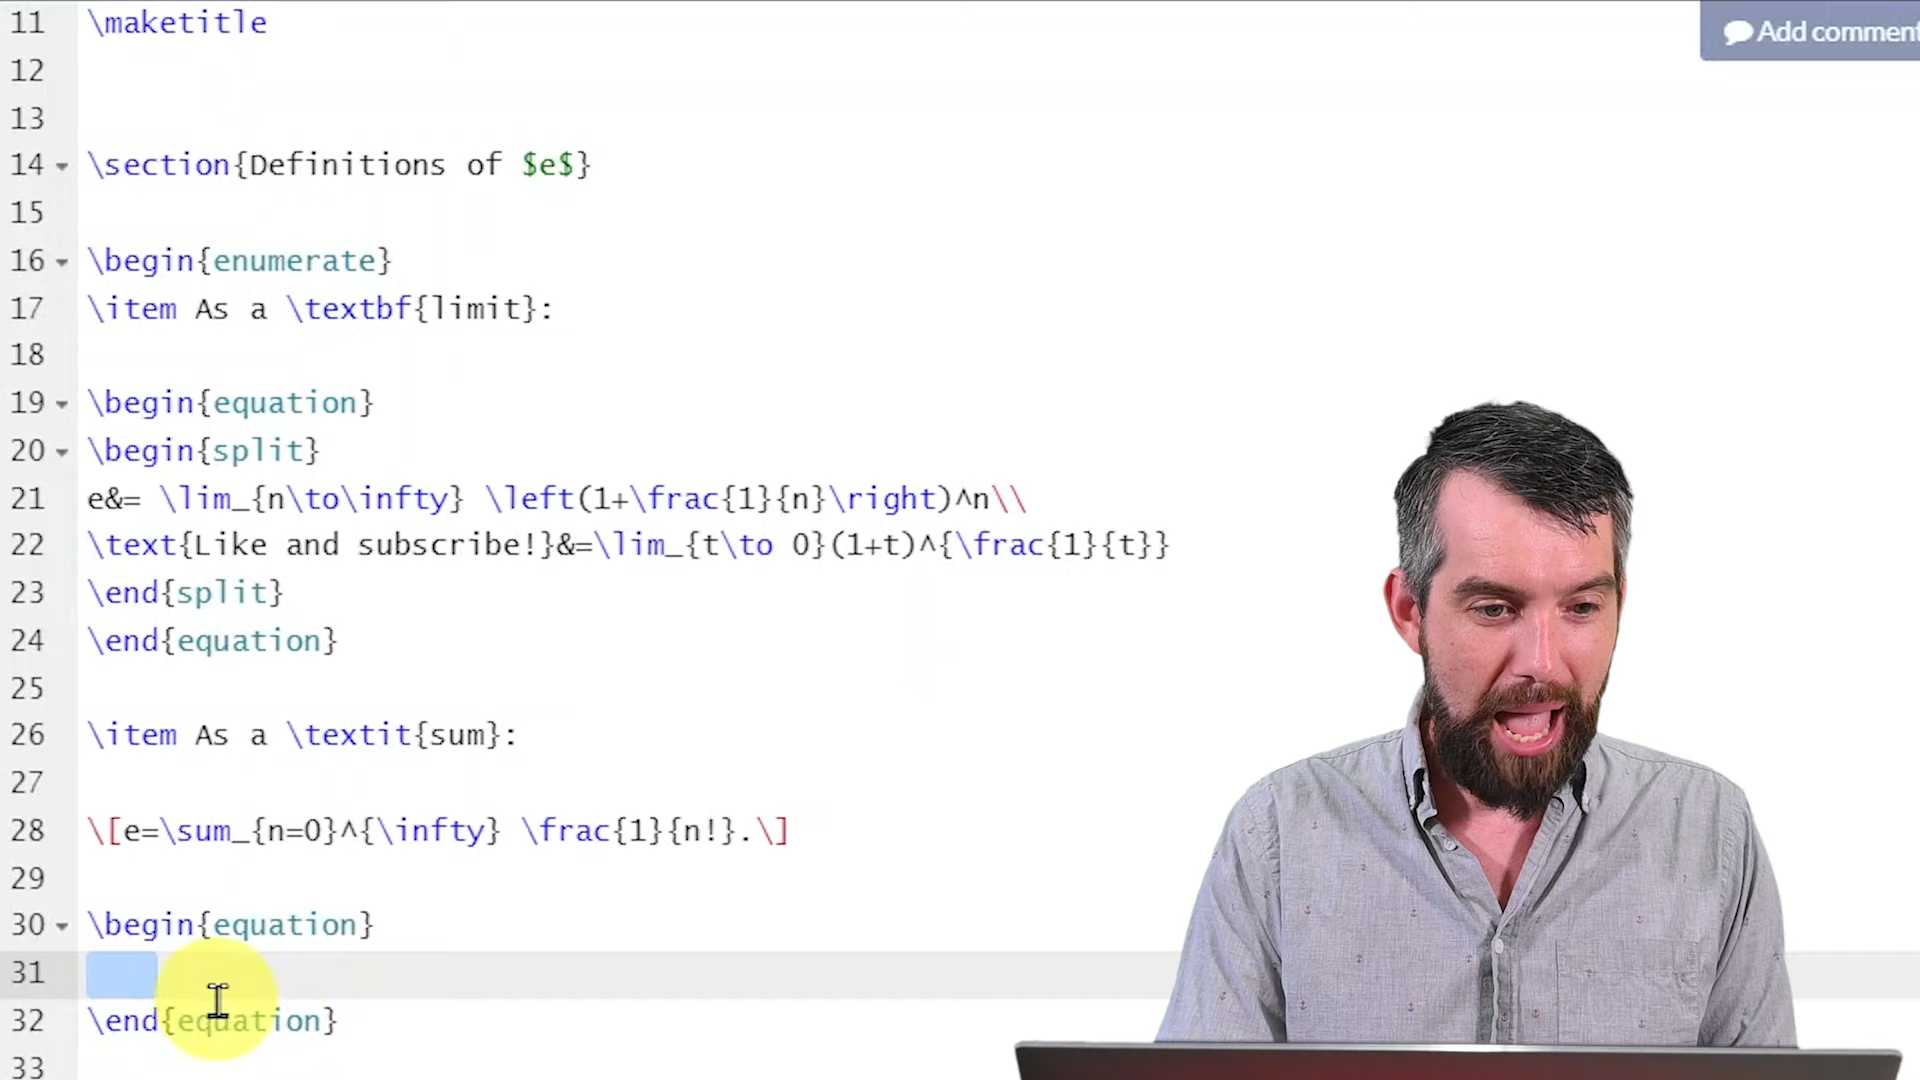 11 \maketitle
Add comment
12
13
14 \section{Definitions of $e$}
15
16 \begin{enumerate}
17 \item As a \textbf{limit}:
18
19 \begin{equation}
20 \begin{split}
21 e&= \lim_{n\to\infty} \left(1+\frac{1}{n}\right)^n\\
22 \text{Like and subscribe!}&=\lim_{t\to 0}(1+t)^{\frac{1}{t}}
23 \end{split}
24 \end{equation}
25
26 \item As a \textit{sum}:
27
28 \[e=\sum_{n=0}^{\infty} \frac{1}{n!}.\]
29
30 \begin{equation}
31
32 \end{equation}
33